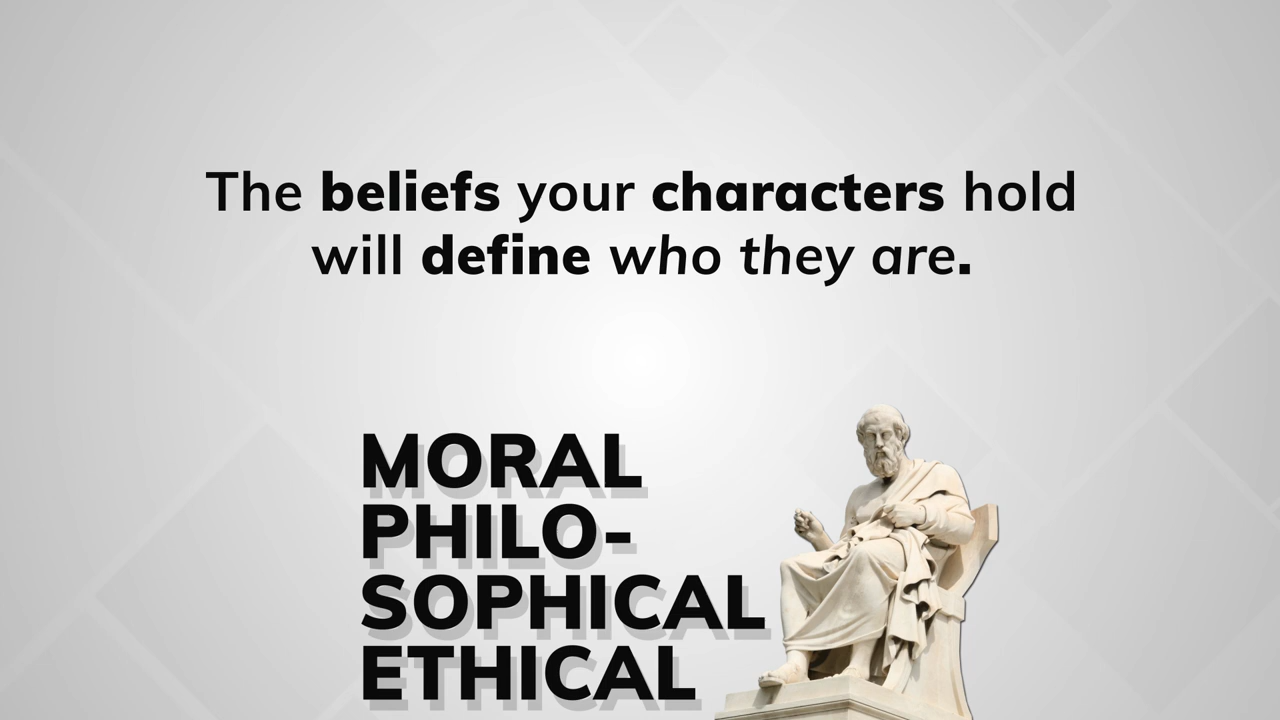 The beliefs your characters hold
will define who they are.
MORAL
PHILO-
SOPHICAL
ETHICAL